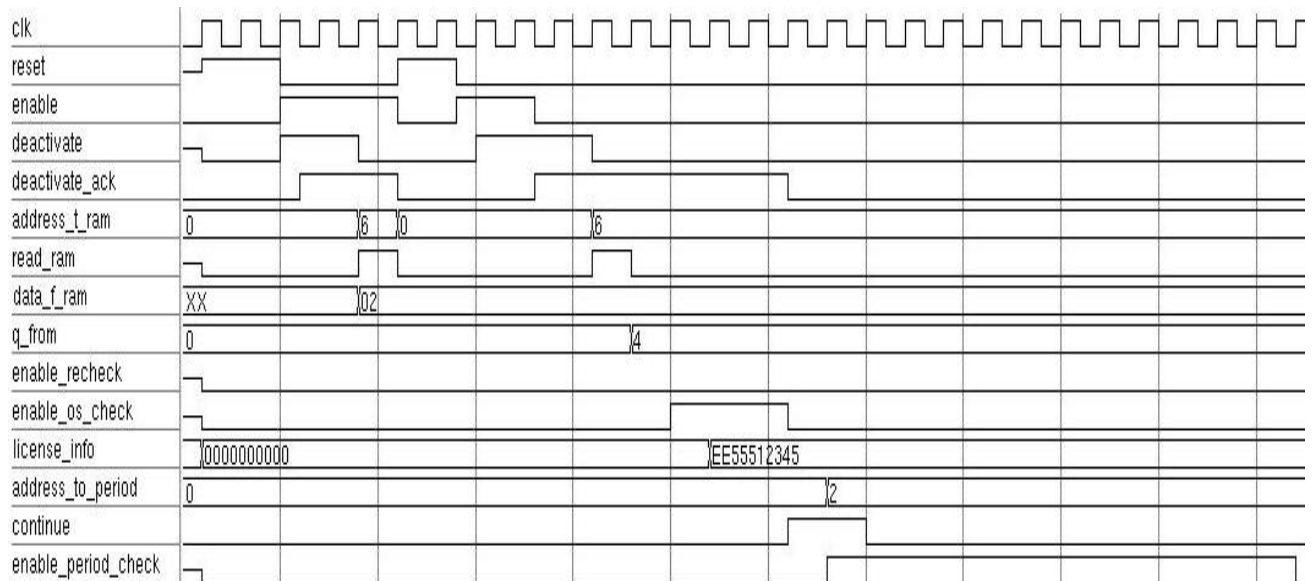 clk
reset
enable
deactivate
deactivate_ack
address_t_ram 0 6 0 6
read_ram
data_f_ram XX 02
q_from 0 4
enable_recheck
enable_os_check
license_info 0000000000 EE55512345
address_to_period 0 2
continue
enable_period_check